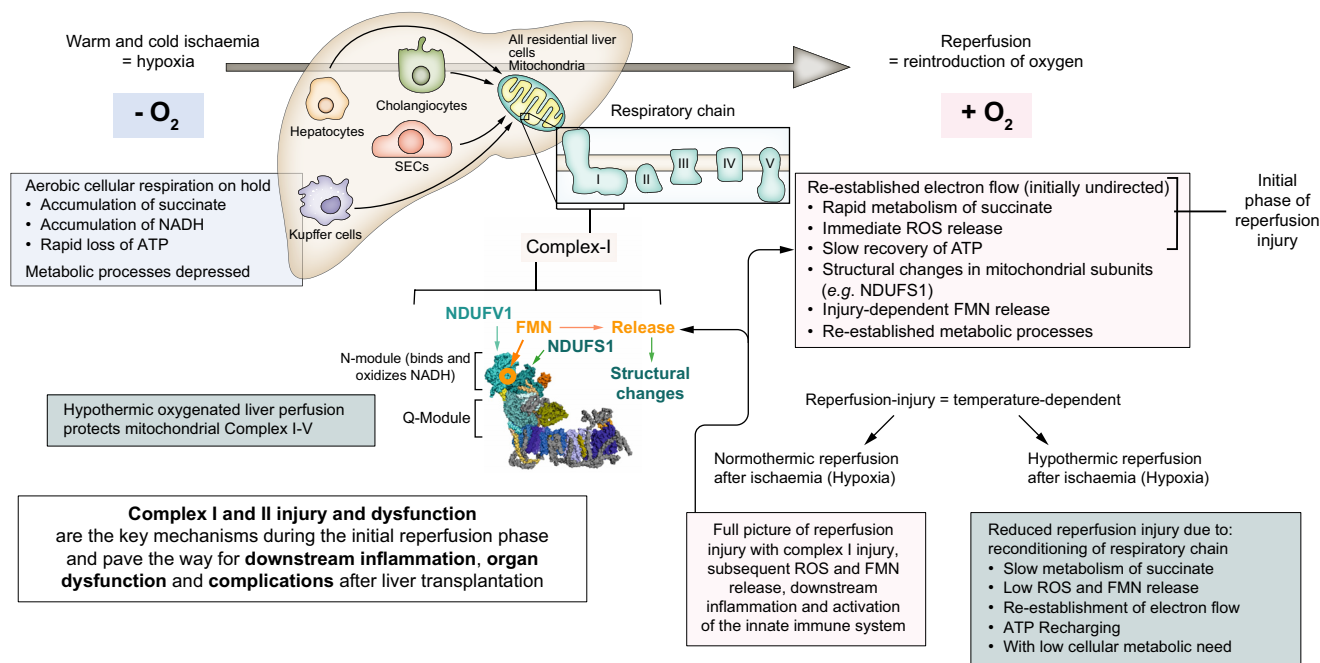 Warm and cold ischaemia
= hypoxia
- O2
All residential liver
cells
Mitochondria
Reperfusion
= reintroduction of oxygen
+ O2
Cholangiocytes
Hepatocytes
SECs
Kupffer cells
Respiratory chain
I
II
III
IV
V
Aerobic cellular respiration on hold
• Accumulation of succinate
• Accumulation of NADH
• Rapid loss of ATP
Metabolic processes depressed
Re-established electron flow (initially undirected)
• Rapid metabolism of succinate
• Immediate ROS release
• Slow recovery of ATP
• Structural changes in mitochondrial subunits
(e.g. NDUFS1)
• Injury-dependent FMN release
• Re-established metabolic processes
Initial
phase of
reperfusion
injury
Complex-I
NDUFV1
FMN
Release
NDUFS1
Structural
changes
N-module (binds and
oxidizes NADH)
Q-Module
Hypothermic oxygenated liver perfusion
protects mitochondrial Complex I-V
Reperfusion-injury = temperature-dependent
Normothermic reperfusion
after ischaemia (Hypoxia)
Hypothermic reperfusion
after ischaemia (Hypoxia)
Complex I and II injury and dysfunction
are the key mechanisms during the initial reperfusion phase
and pave the way for downstream inflammation, organ
dysfunction and complications after liver transplantation
Full picture of reperfusion
injury with complex I injury,
subsequent ROS and FMN
release, downstream
inflammation and activation
of the innate immune system
Reduced reperfusion injury due to:
reconditioning of respiratory chain
• Slow metabolism of succinate
• Low ROS and FMN release
• Re-establishment of electron flow
• ATP Recharging
• With low cellular metabolic need